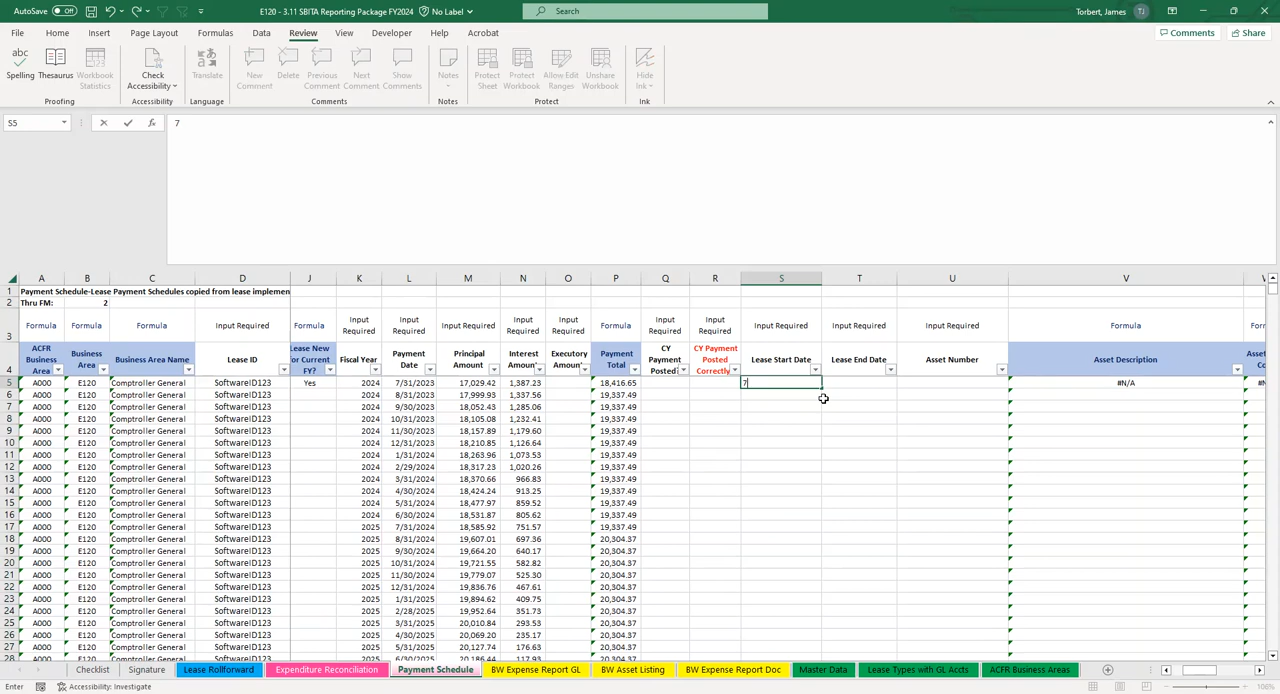 AutoSave Off E120 - 3.11 SBITA Reporting Package FY2024 No Label Search Torbert, James TJ
File Home Insert Page Layout Formulas Data Review View Developer Help Acrobat Comments Share
Spelling Thesaurus Workbook Statistics Check Accessibility Translate New Comment Delete Previous Comment Next Comment Show Comments Notes Protect Sheet Protect Workbook Allow Edit Ranges Unshare Workbook Hide Ink
Proofing Accessibility Language Comments Notes Protect Ink
S5 fx 7
A B C D J K L M N O P Q R S T U V
1 Payment Schedule-Lease Payment Schedules copied from lease implemen
2 Thru FM: 2
3 Formula Formula Formula Input Required Formula Input Required Input Required Input Required Input Required Input Required Formula Input Required Input Required Input Required Input Required Input Required Formula
4 ACFR Business Area Business Area Business Area Name Lease ID Lease New for Current FY? Fiscal Year Payment Date Principal Amount Interest Amount Executory Amount Payment Total CY Payment Posted? CY Payment Posted Correctly Lease Start Date Lease End Date Asset Number Asset Description
5 A000 E120 Comptroller General SoftwareID123 Yes 2024 7/31/2023 17,029.42 1,387.23 18,416.65 7 #N/A
6 A000 E120 Comptroller General SoftwareID123 2024 8/31/2023 17,999.93 1,337.56 19,337.49
7 A000 E120 Comptroller General SoftwareID123 2024 9/30/2023 18,052.43 1,285.06 19,337.49
8 A000 E120 Comptroller General SoftwareID123 2024 10/31/2023 18,105.08 1,232.41 19,337.49
9 A000 E120 Comptroller General SoftwareID123 2024 11/30/2023 18,157.89 1,179.60 19,337.49
10 A000 E120 Comptroller General SoftwareID123 2024 12/31/2023 18,210.85 1,126.64 19,337.49
11 A000 E120 Comptroller General SoftwareID123 2024 1/31/2024 18,263.96 1,073.53 19,337.49
12 A000 E120 Comptroller General SoftwareID123 2024 2/29/2024 18,317.23 1,020.26 19,337.49
13 A000 E120 Comptroller General SoftwareID123 2024 3/31/2024 18,370.66 966.83 19,337.49
14 A000 E120 Comptroller General SoftwareID123 2024 4/30/2024 18,424.24 913.25 19,337.49
15 A000 E120 Comptroller General SoftwareID123 2024 5/31/2024 18,477.97 859.52 19,337.49
16 A000 E120 Comptroller General SoftwareID123 2024 6/30/2024 18,531.87 805.62 19,337.49
17 A000 E120 Comptroller General SoftwareID123 2025 7/31/2024 18,585.92 751.57 19,337.49
18 A000 E120 Comptroller General SoftwareID123 2025 8/31/2024 19,607.01 697.36 20,304.37
19 A000 E120 Comptroller General SoftwareID123 2025 9/30/2024 19,664.20 640.17 20,304.37
20 A000 E120 Comptroller General SoftwareID123 2025 10/31/2024 19,721.55 582.82 20,304.37
21 A000 E120 Comptroller General SoftwareID123 2025 11/30/2024 19,779.07 525.30 20,304.37
22 A000 E120 Comptroller General SoftwareID123 2025 12/31/2024 19,836.76 467.61 20,304.37
23 A000 E120 Comptroller General SoftwareID123 2025 1/31/2025 19,894.62 409.75 20,304.37
24 A000 E120 Comptroller General SoftwareID123 2025 2/28/2025 19,952.64 351.73 20,304.37
25 A000 E120 Comptroller General SoftwareID123 2025 3/31/2025 20,010.84 293.53 20,304.37
26 A000 E120 Comptroller General SoftwareID123 2025 4/30/2025 20,069.20 235.17 20,304.37
27 A000 E120 Comptroller General SoftwareID123 2025 5/31/2025 20,127.74 176.63 20,304.37
28 A000 E120 Comptroller General SoftwareID123 2025 6/30/2025 20,186.44 117.93 20,304.37
Checklist Signature Lease Rollforward Expenditure Reconciliation Payment Schedule BW Expense Report GL BW Asset Listing BW Expense Report Doc Master Data Lease Types with GL Accts ACFR Business Areas
Enter Accessibility: Investigate 106%